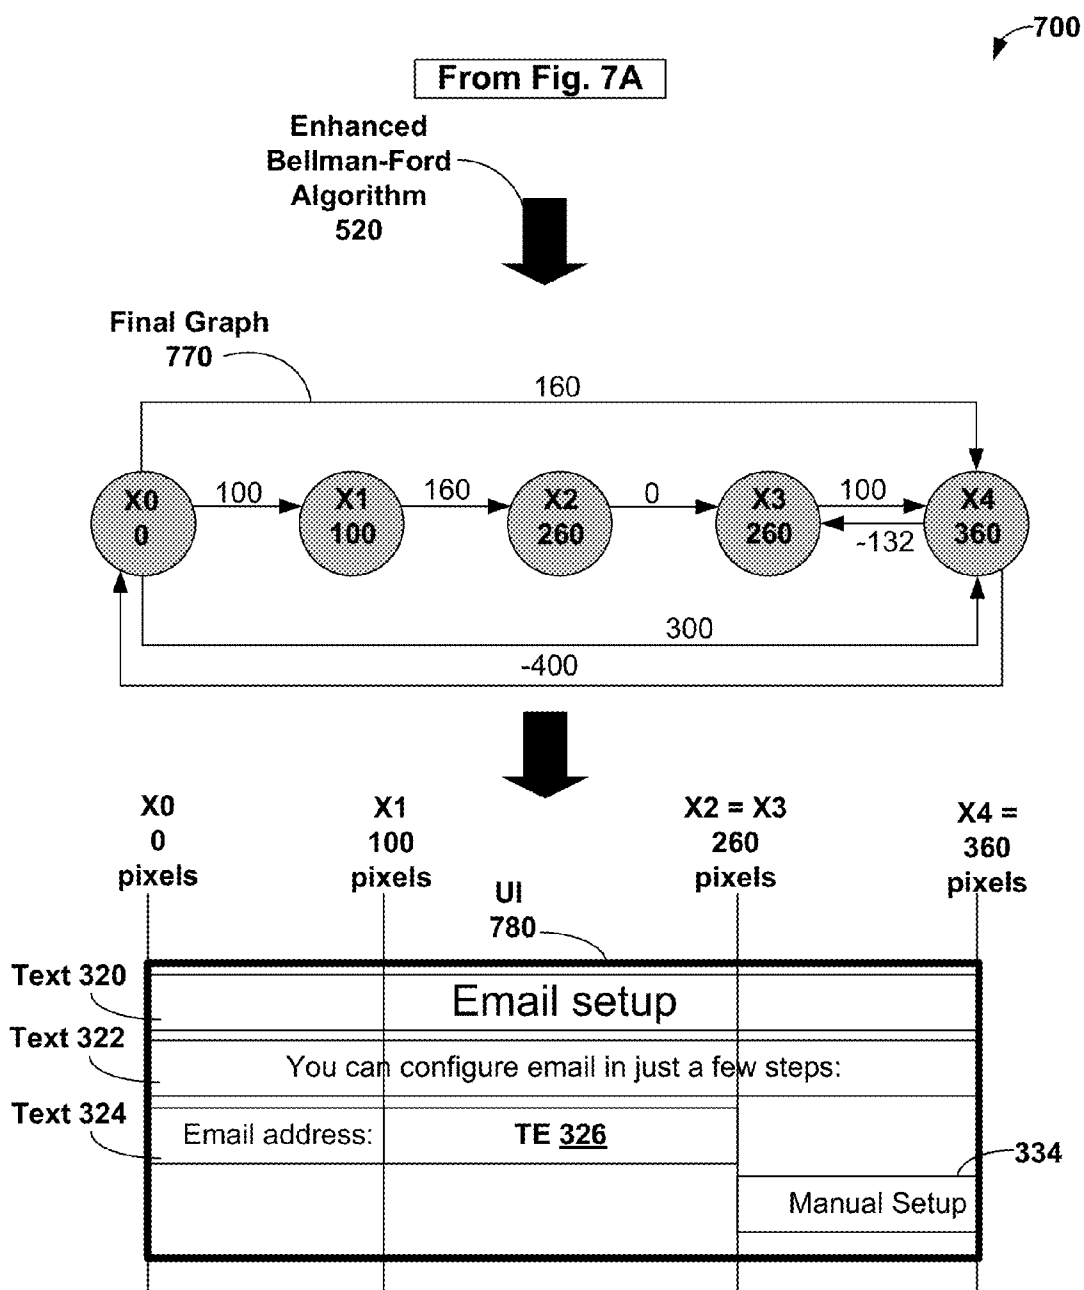 700
From Fig. 7A
Enhanced
Bellman-Ford
Algorithm
520
Final Graph
770
160
X0
0
100
X1
100
160
X2
260
0
X3
260
100
-132
X4
360
300
-400
X0
0
pixels
X1
100
pixels
X2 = X3
260
pixels
X4 =
360
pixels
UI
780
Text 320
Email setup
Text 322
You can configure email in just a few steps:
Text 324
Email address:
TE 326
334
Manual Setup